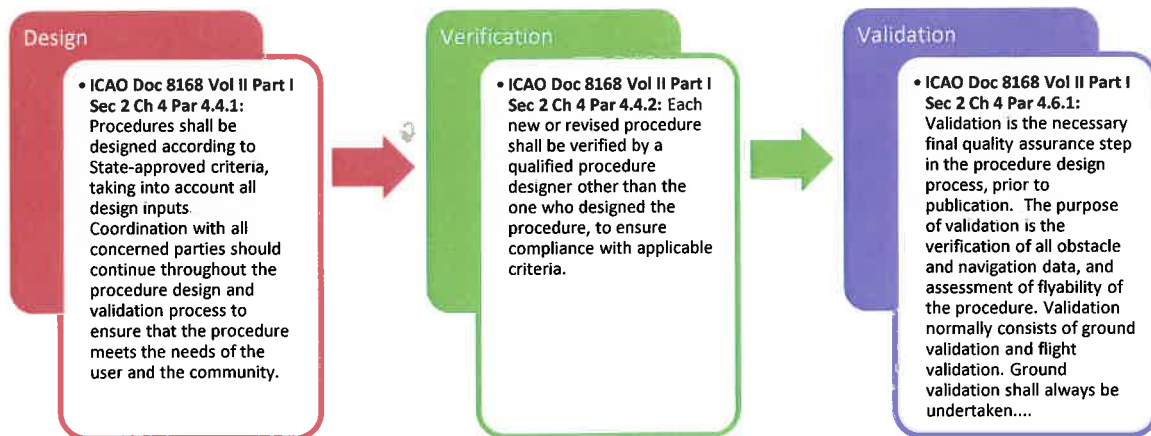 Design
• ICAO Doc 8168 Vol II Part I
Sec 2 Ch 4 Par 4.4.1:
Procedures shall be
designed according to
State-approved criteria,
taking into account all
design inputs
Coordination with all
concerned parties should
continue throughout the
procedure design and
validation process to
ensure that the procedure
meets the needs of the
user and the community.
Verification
• ICAO Doc 8168 Vol II Part I
Sec 2 Ch 4 Par 4.4.2: Each
new or revised procedure
shall be verified by a
qualified procedure
designer other than the
one who designed the
procedure, to ensure
compliance with applicable
criteria.
Validation
• ICAO Doc 8168 Vol II Part I
Sec 2 Ch 4 Par 4.6.1:
Validation is the necessary
final quality assurance step
in the procedure design
process, prior to
publication. The purpose
of validation is the
verification of all obstacle
and navigation data, and
assessment of flyability of
the procedure. Validation
normally consists of ground
validation and flight
validation. Ground
validation shall always be
undertaken....